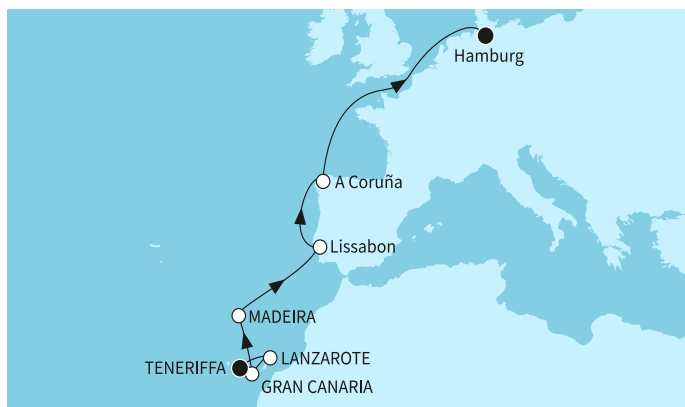 Hamburg
A Coruña
Lissabon
MADEIRA
LANZAROTE
TENERIFFA
GRAN CANARIA